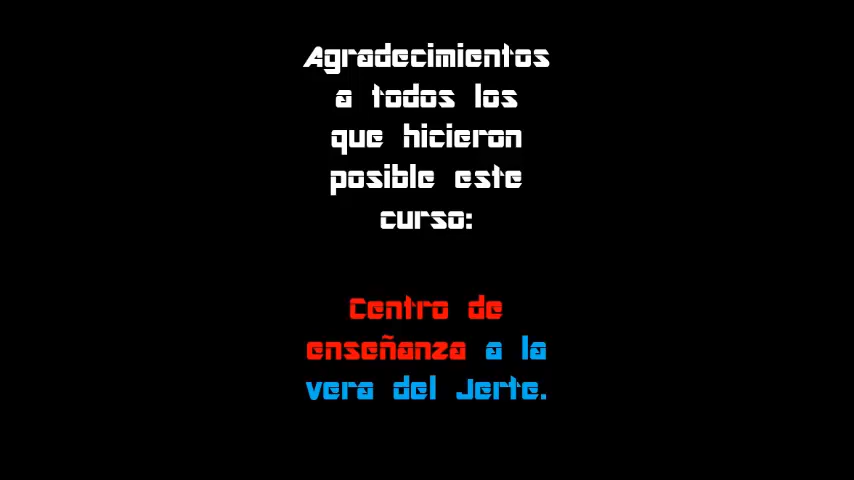 Agradecimientos
a todos los
que hicieron
posible este
curso:
Centro de
enseñanza a la
vera del Jerte.